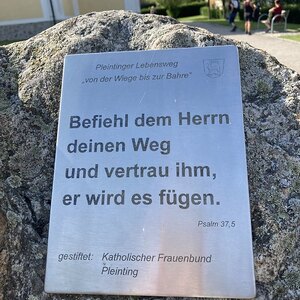 Pleintinger Lebensweg
„von der Wiege bis zur Bahre"
Befiehl dem Herrn
deinen Weg
und vertrau ihm,
er wird es fügen.
Psalm 37,5
gestiftet: Katholischer Frauenbund
Pleinting